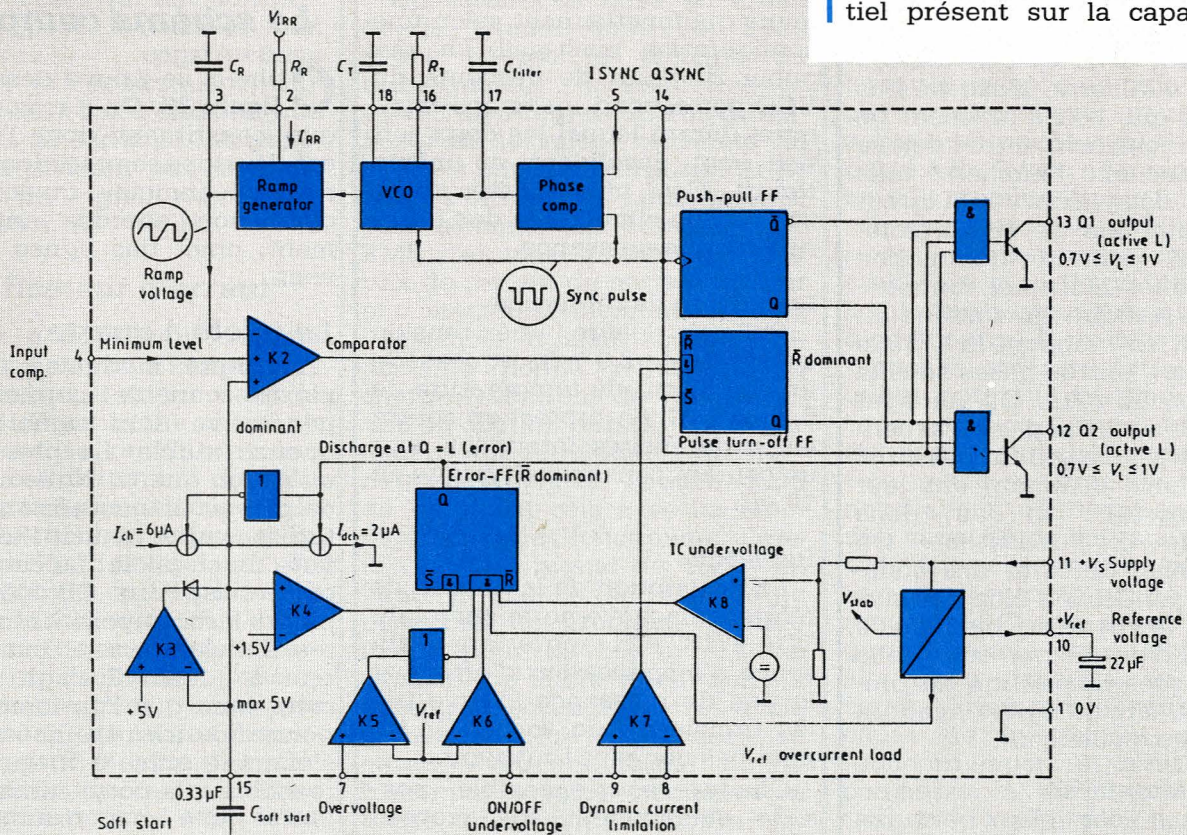 tiel présent sur la capa
V_IRR
C_R
R_R
C_T
R_T
C_filter
I SYNC Q SYNC
3
2
18
16
17
5
14
I_RR
Ramp generator
VCO
Phase comp.
Push-pull FF
Q̄
Q
&
13 Q1 output
(active L)
0,7V ≤ V_L ≤ 1V
Ramp voltage
Sync pulse
Input comp.
4
Minimum level
−
+
+
K2
Comparator
R̄
&
S̄
Q
R̄ dominant
Pulse turn-off FF
&
12 Q2 output
(active L)
0,7V ≤ V_L ≤ 1V
dominant
Discharge at Q = L (error)
Error-FF (R̄ dominant)
1
Q
I_ch=6µA
I_dch=2µA
S̄
&
&
R̄
IC undervoltage
11 +V_S Supply voltage
+
−
K8
V_stab
+V_ref Reference voltage
10
22µF
+
−
K4
+1.5V
K3
+
−
+5V
max 5V
1
=
1 0V
K5
V_ref
K6
K7
+
−
−
+
+
−
V_ref overcurrent load
0.33µF
15
C_soft start
Soft start
7
Overvoltage
6
ON/OFF undervoltage
9
8
Dynamic current limitation